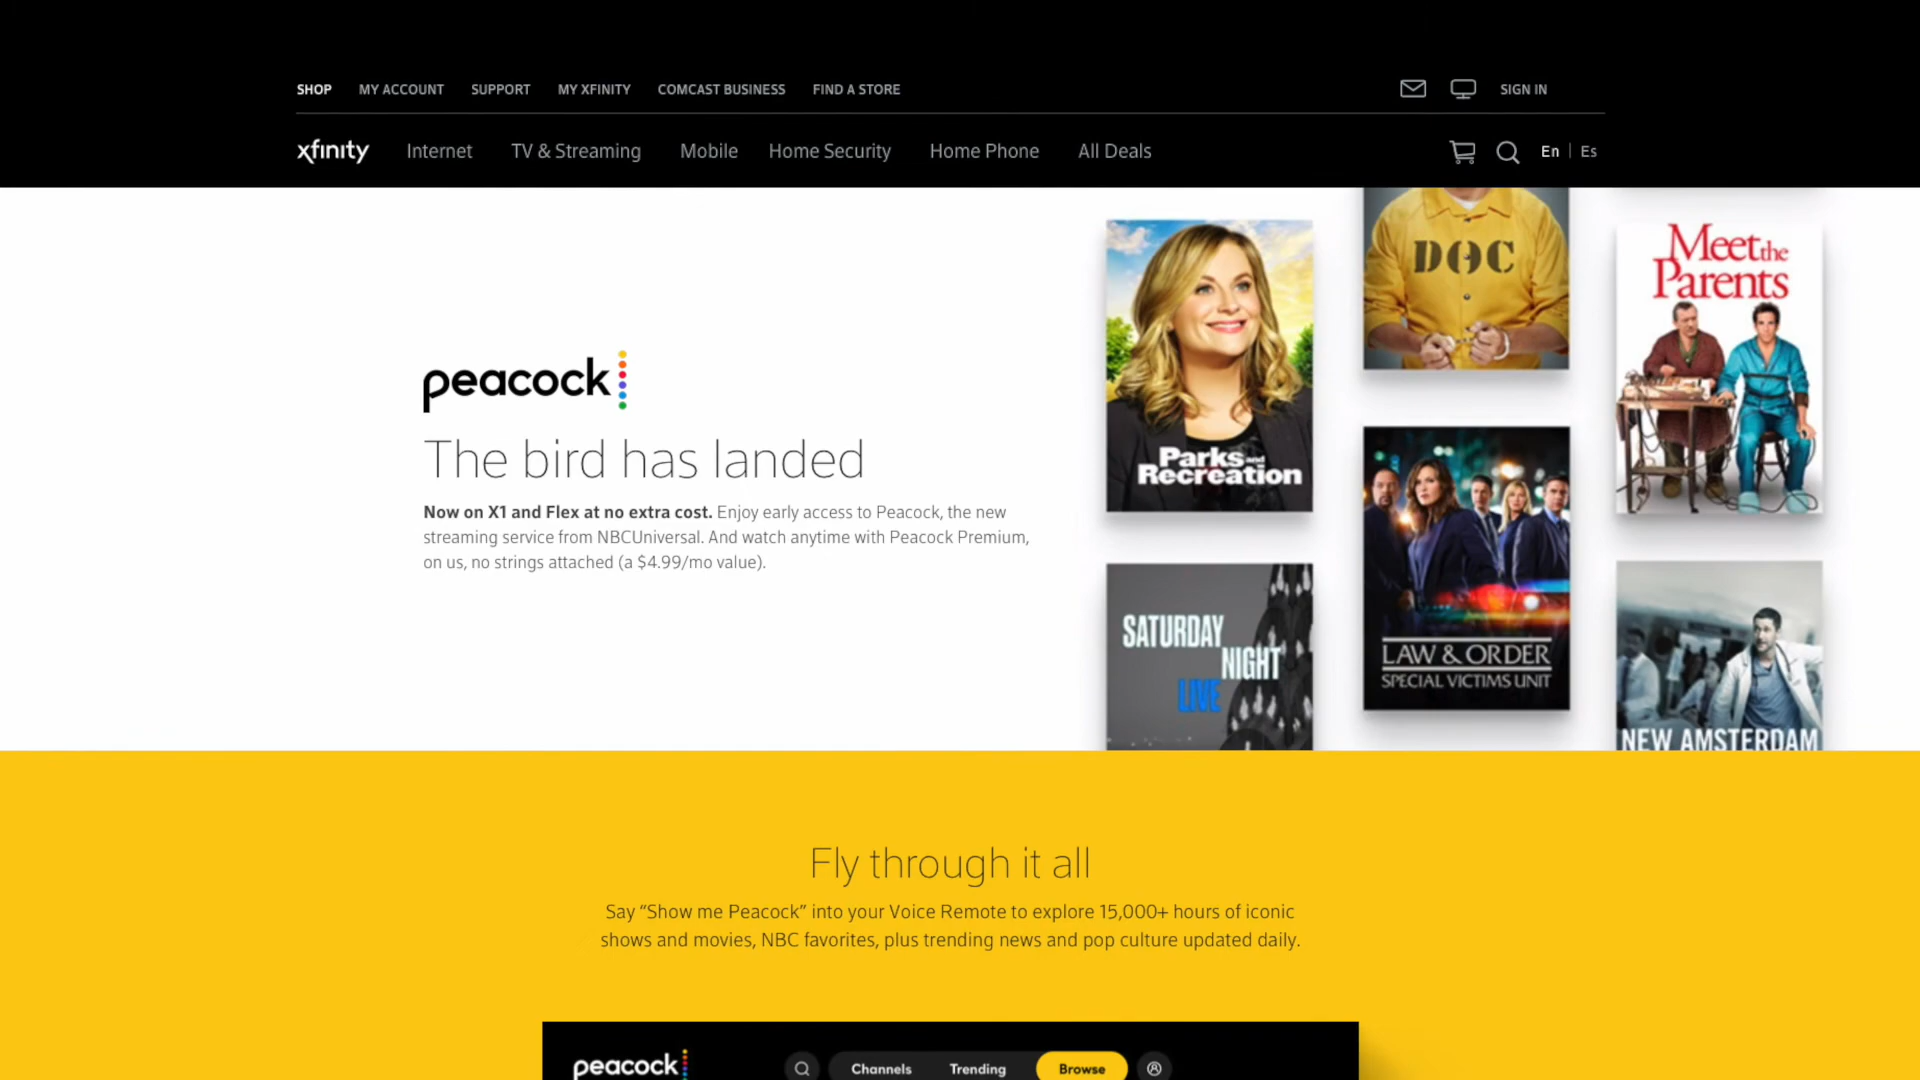 SHOP MY ACCOUNT SUPPORT MY XFINITY COMCAST BUSINESS FIND A STORE SIGN IN
xfinity Internet TV & Streaming Mobile Home Security Home Phone All Deals En | Es
peacock
The bird has landed
Now on X1 and Flex at no extra cost. Enjoy early access to Peacock, the new
streaming service from NBCUniversal. And watch anytime with Peacock Premium,
on us, no strings attached (a $4.99/mo value).
Parks and
Recreation
SATURDAY
NIGHT
LIVE
DOC
LAW & ORDER
SPECIAL VICTIMS UNIT
Meet the
Parents
NEW AMSTERDAM
Fly through it all
Say “Show me Peacock” into your Voice Remote to explore 15,000+ hours of iconic
shows and movies, NBC favorites, plus trending news and pop culture updated daily.
peacock Channels Trending Browse